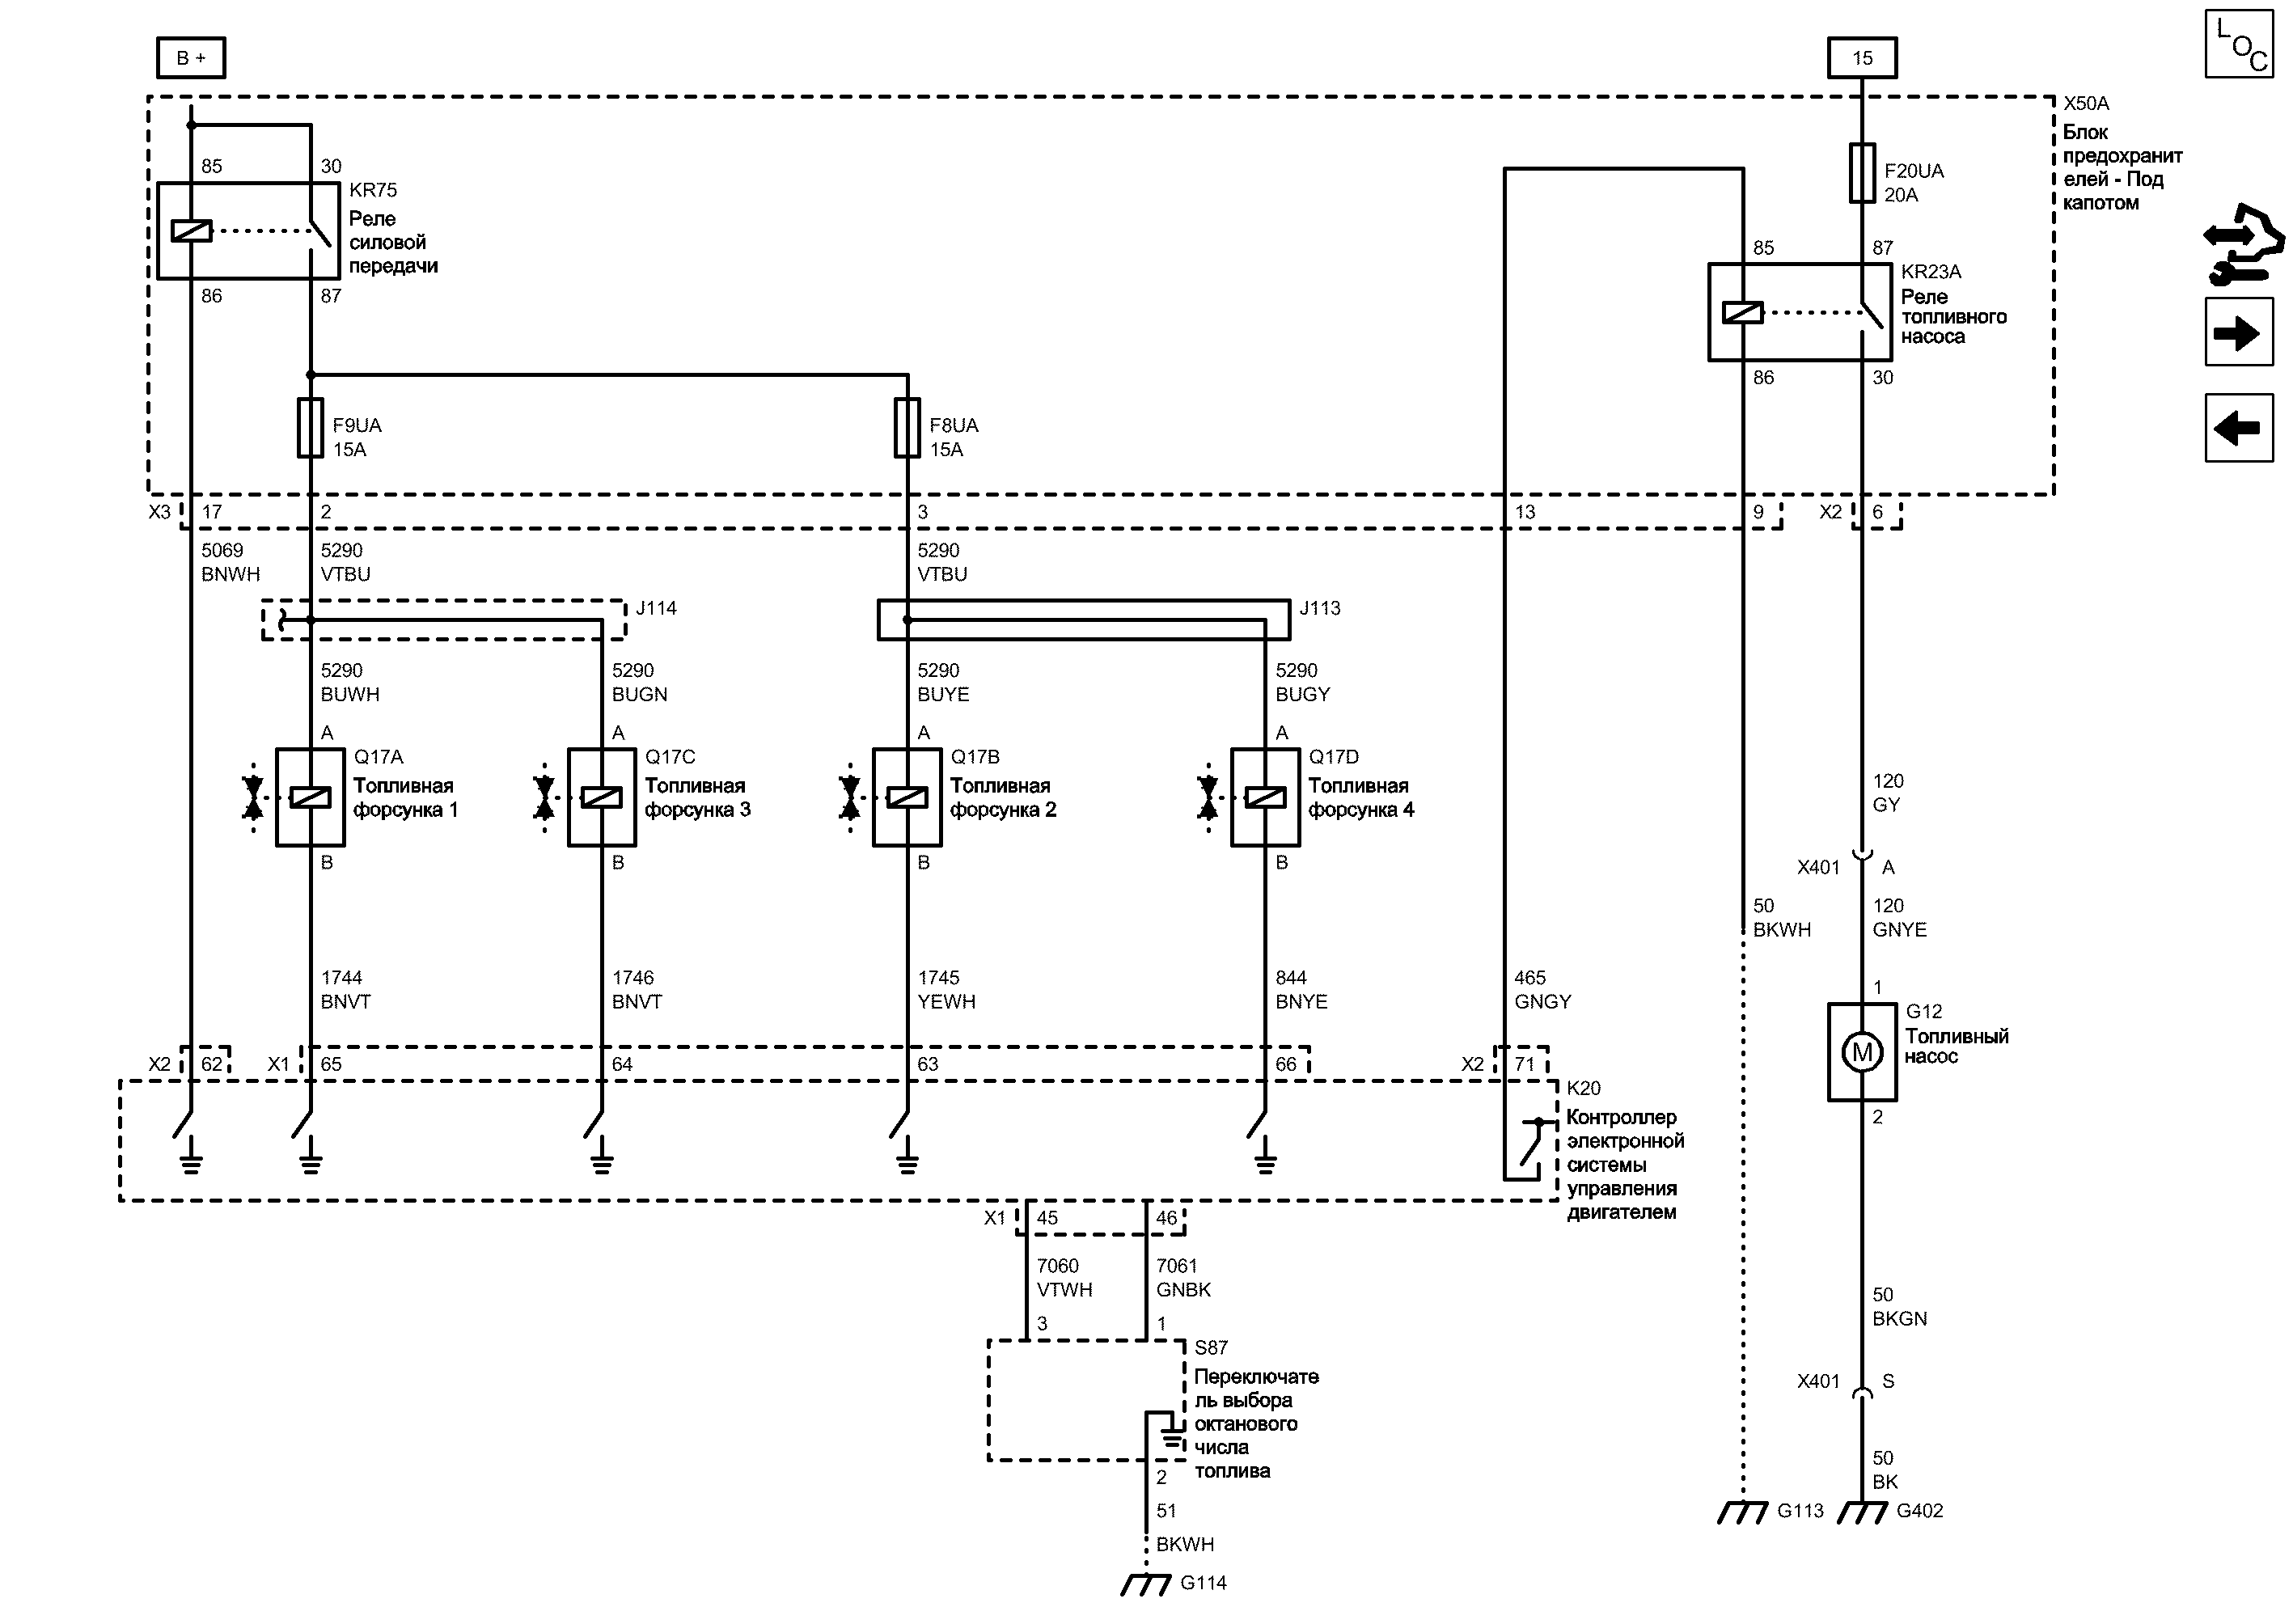 B +
15
L
O
C
X50A
Блок
предохранит
елей - Под
капотом
85
30
KR75
Реле
силовой
передачи
86
87
F20UA
20A
85
87
KR23A
Реле
топливного
насоса
86
30
F9UA
15A
F8UA
15A
X3
17
2
3
13
9
X2
6
5069
BNWH
5290
VTBU
5290
VTBU
J114
J113
5290
BUWH
5290
BUGN
5290
BUYE
5290
BUGY
A
Q17A
Топливная
форсунка 1
B
A
Q17C
Топливная
форсунка 3
B
A
Q17B
Топливная
форсунка 2
B
A
Q17D
Топливная
форсунка 4
B
120
GY
X401
A
50
BKWH
120
GNYE
1744
BNVT
1746
BNVT
1745
YEWH
844
BNYE
465
GNGY
1
G12
Топливный
насос
M
2
X2
62
X1
65
64
63
66
X2
71
K20
Контроллер
электронной
системы
управления
двигателем
X1
45
46
7060
VTWH
7061
GNBK
3
1
S87
Переключате
ль выбора
октанового
числа
топлива
2
51
BKWH
G114
50
BKGN
X401
S
50
BK
G113
G402